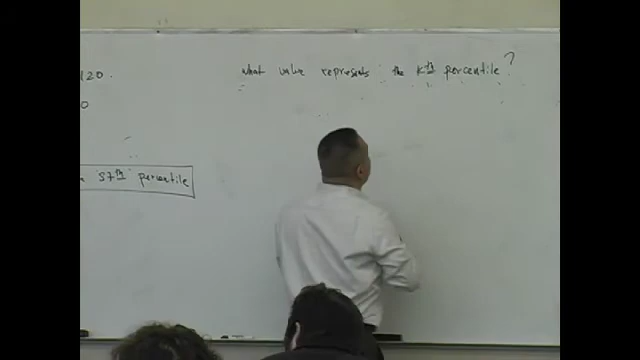 120.
what value represents the kth percentile?
0
57th percentile